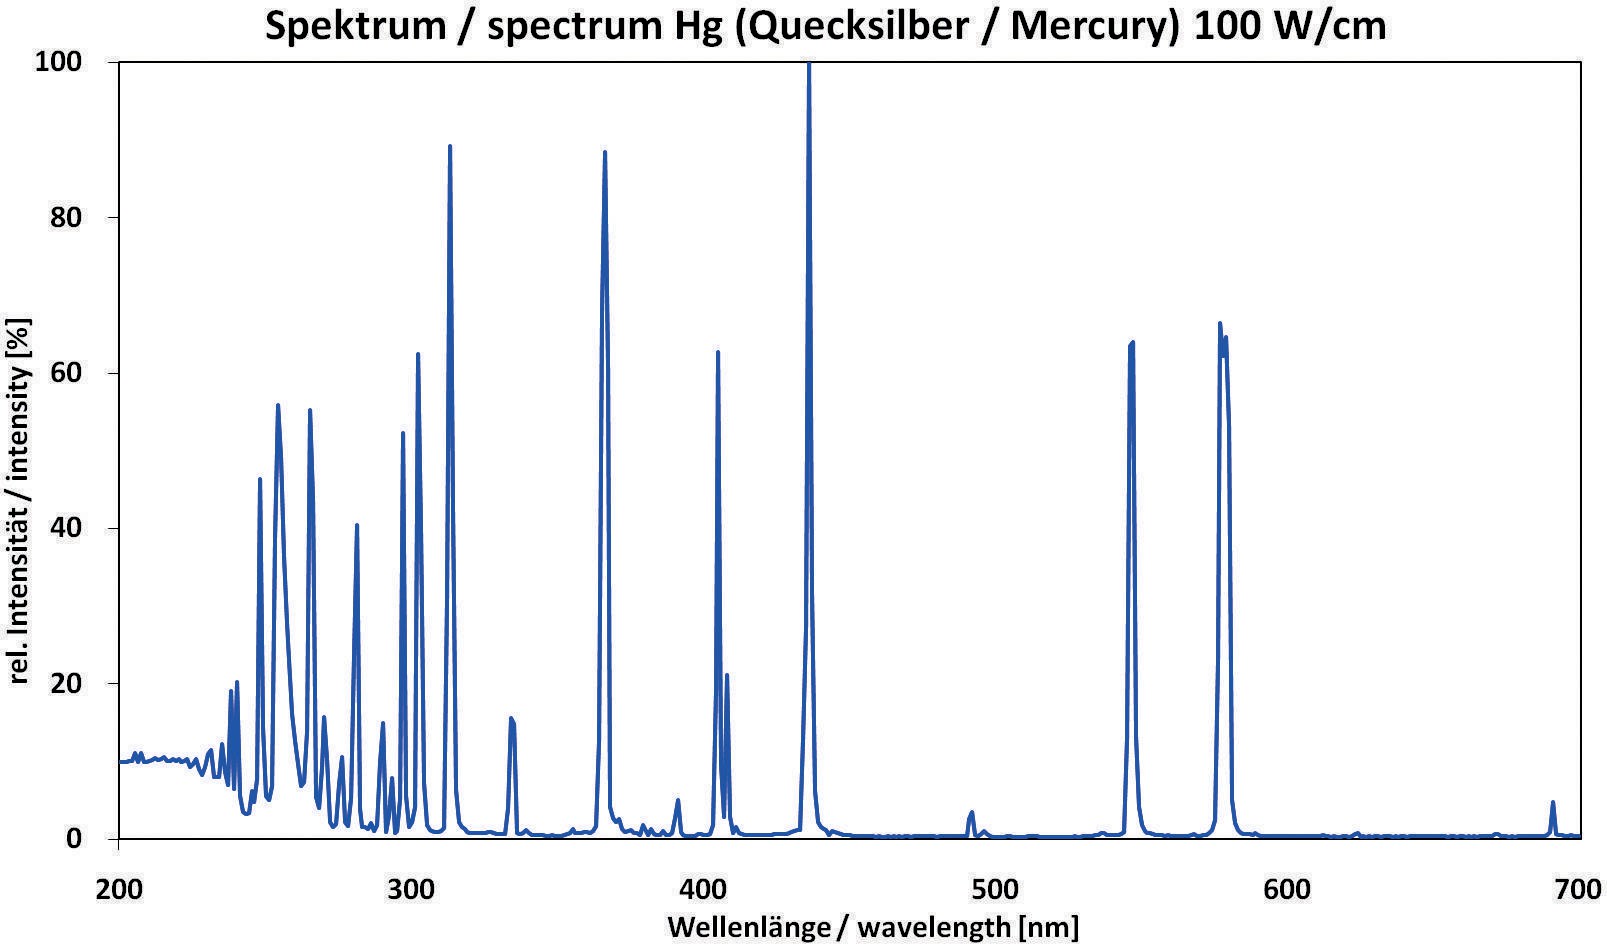 Spektrum / spectrum Hg (Quecksilber / Mercury) 100 W/cm
100
80
60
40
20
0
rel. Intensität / intensity [%]
200 300 400 500 600 700
Wellenlänge / wavelength [nm]